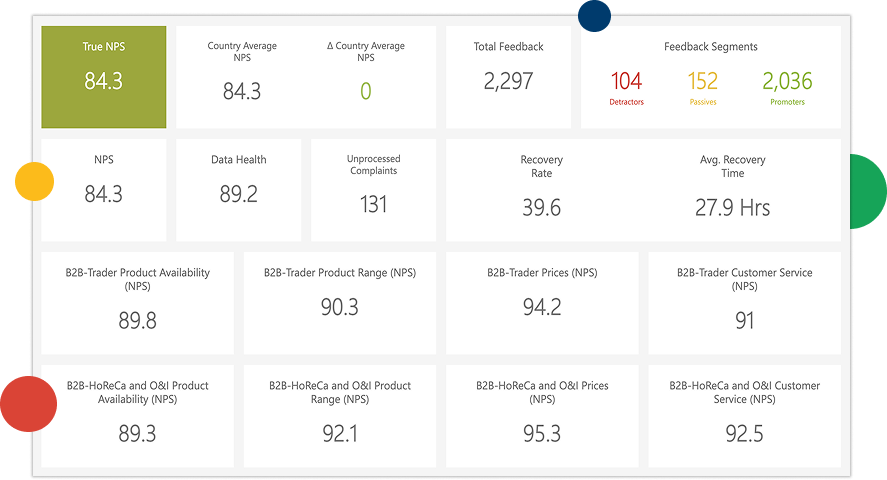 True NPS
84.3
Country Average
NPS
84.3
Δ Country Average
NPS
0
Total Feedback
2,297
Feedback Segments
104
Detractors
152
Passives
2,036
Promoters
NPS
84.3
Data Health
89.2
Unprocessed
Complaints
131
Recovery
Rate
39.6
Avg. Recovery
Time
27.9 Hrs
B2B-Trader Product Availability
(NPS)
89.8
B2B-Trader Product Range (NPS)
90.3
B2B-Trader Prices (NPS)
94.2
B2B-Trader Customer Service
(NPS)
91
B2B-HoReCa and O&I Product
Availability (NPS)
89.3
B2B-HoReCa and O&I Product
Range (NPS)
92.1
B2B-HoReCa and O&I Prices
(NPS)
95.3
B2B-HoReCa and O&I Customer
Service (NPS)
92.5